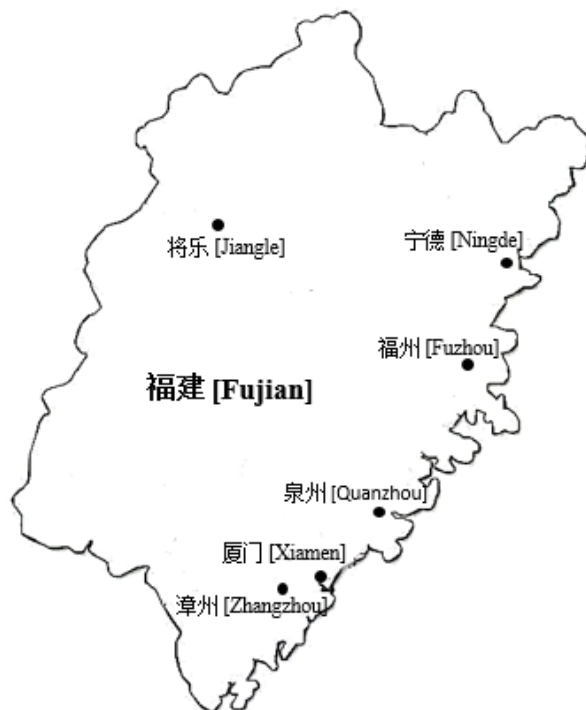 将乐 [Jiangle]
宁德 [Ningde]
福州 [Fuzhou]
福建 [Fujian]
泉州 [Quanzhou]
厦门 [Xiamen]
漳州 [Zhangzhou]